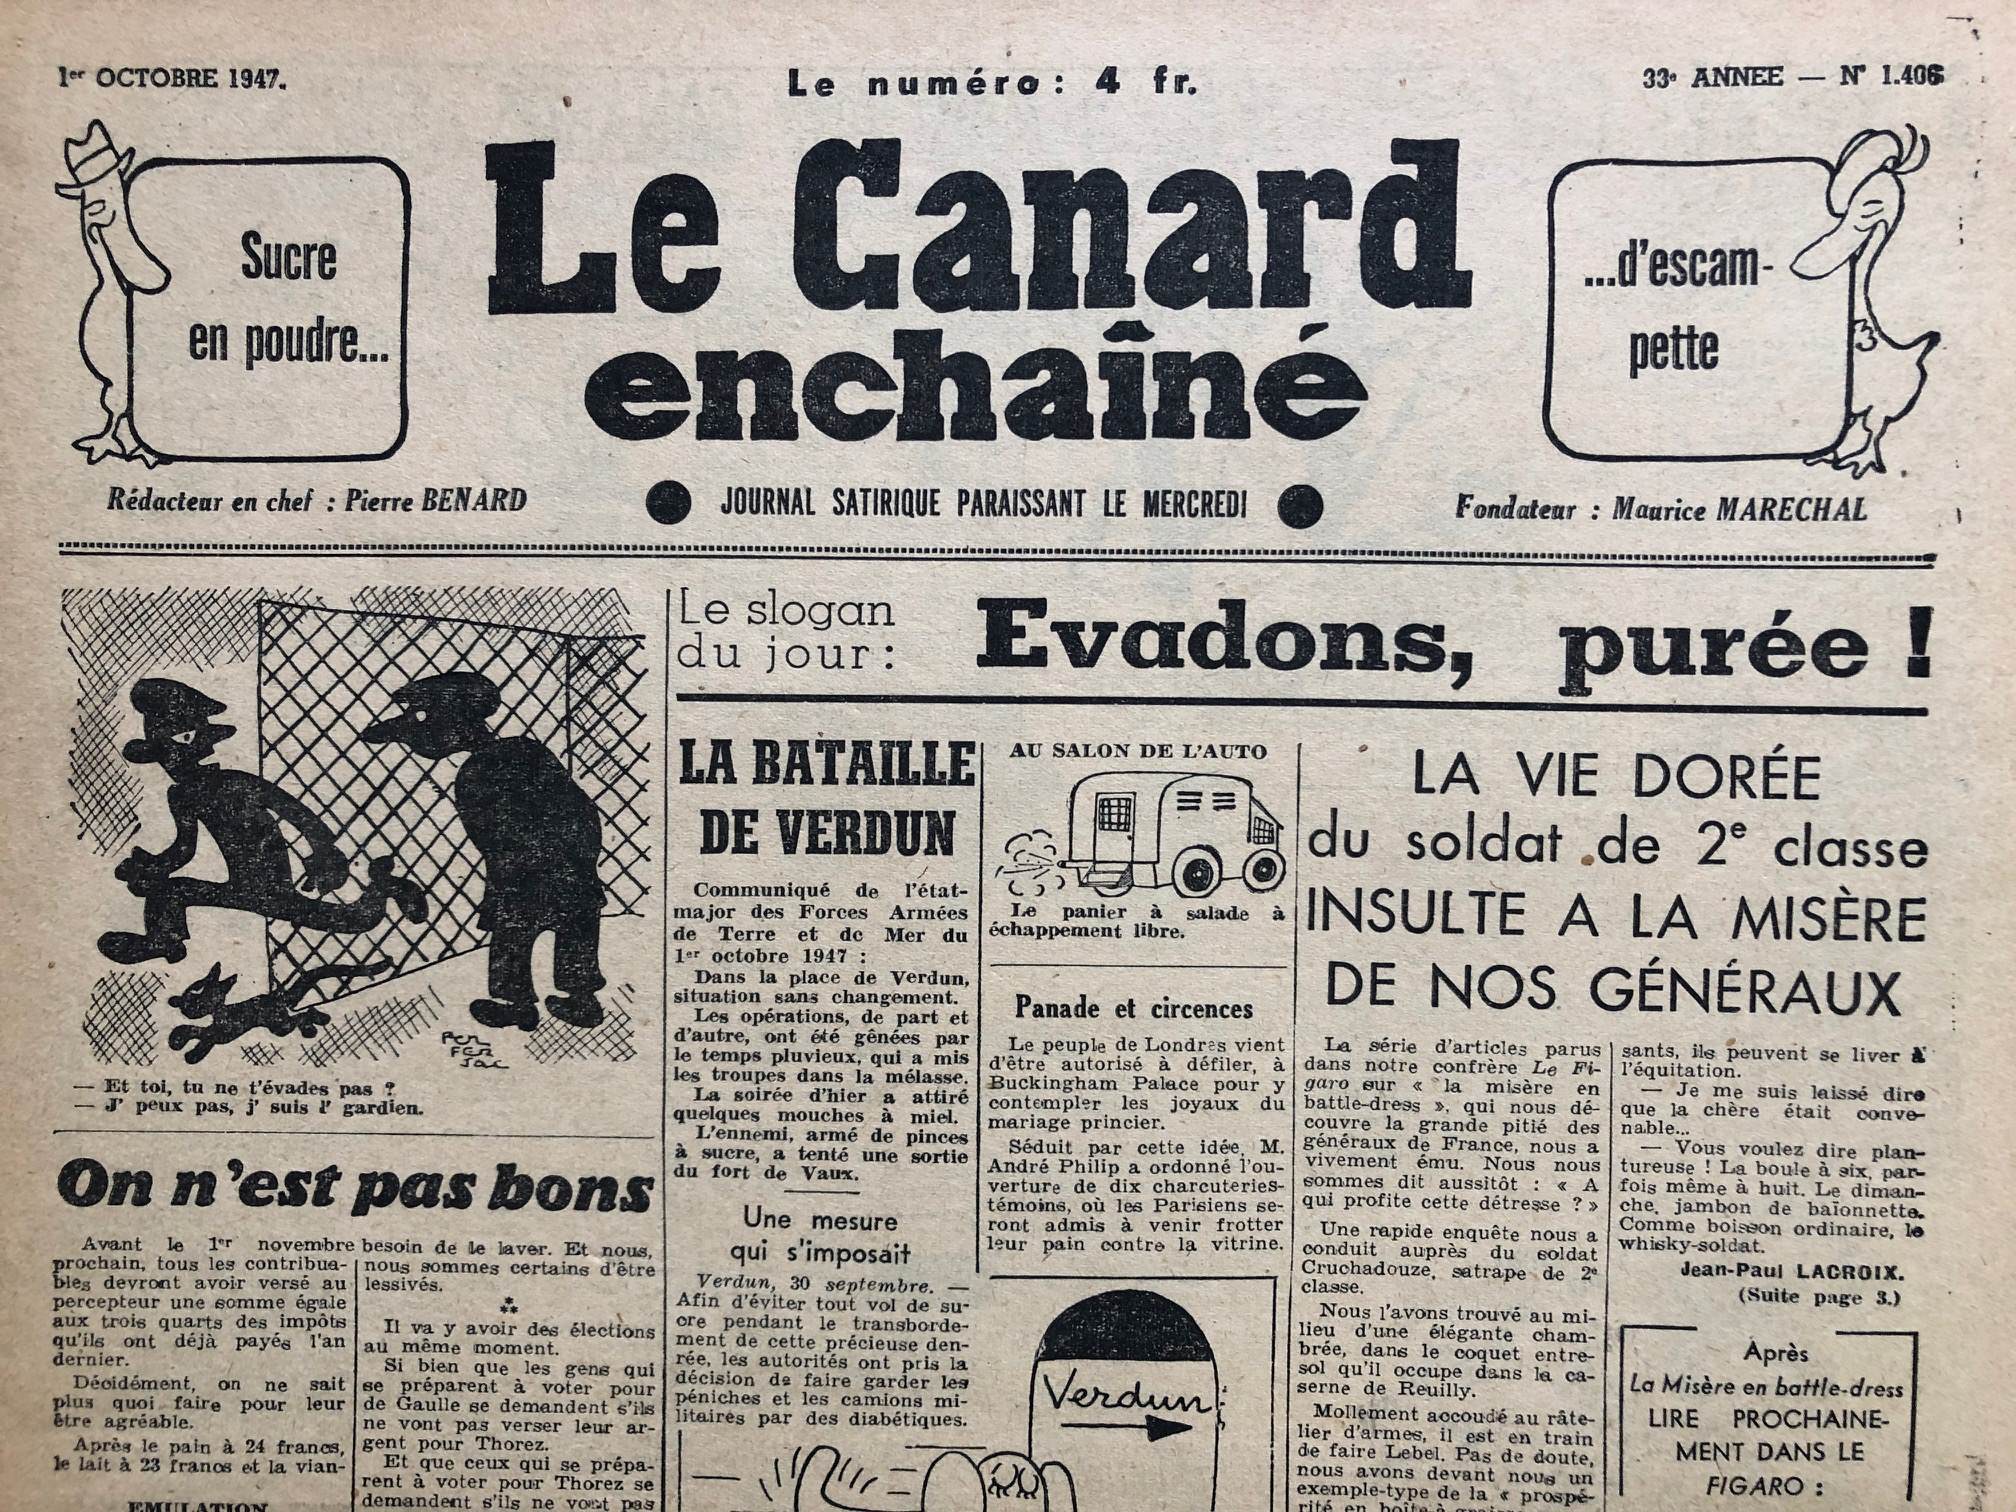 1er OCTOBRE 1947.
Le numéro : 4 fr.
33e ANNEE — N° 1.406
Sucre
en poudre...
Le Canard
enchaîné
...d'escam-
pette
Rédacteur en chef : Pierre BENARD
JOURNAL SATIRIQUE PARAISSANT LE MERCREDI
Fondateur : Maurice MARECHAL
— Et toi, tu ne t'évades pas ?
— J' peux pas, j' suis l' gardien.
On n'est pas bons
Avant le 1er novembre
prochain, tous les contribua-
bles devront avoir versé au
percepteur une somme égale
aux trois quarts des impôts
qu'ils ont déjà payés l'an
dernier.
Décidément, on ne sait
plus quoi faire pour leur
être agréable.
Après le pain à 24 francs,
le lait à 23 francs et la vian-
EMULATION
besoin de le laver. Et nous,
nous sommes certains d'être
lessivés.
***
Il va y avoir des élections
au même moment.
Si bien que les gens qui
se préparent à voter pour
de Gaulle se demandent s'ils
ne vont pas verser leur ar-
gent pour Thorez.
Et que ceux qui se prépa-
rent à voter pour Thorez se
demandent s'ils ne vont pas
Le slogan
du jour :
Evadons, purée !
LA BATAILLE
DE VERDUN
Communiqué de l'état-
major des Forces Armées
de Terre et de Mer du
1er octobre 1947 :
Dans la place de Verdun,
situation sans changement.
Les opérations, de part et
d'autre, ont été gênées par
le temps pluvieux, qui a mis
les troupes dans la mélasse.
La soirée d'hier a attiré
quelques mouches à miel.
L'ennemi, armé de pinces
à sucre, a tenté une sortie
du fort de Vaux.
Une mesure
qui s'imposait
Verdun, 30 septembre. —
Afin d'éviter tout vol de su-
cre pendant le transborde-
ment de cette précieuse den-
rée, les autorités ont pris la
décision de faire garder les
péniches et les camions mi-
litaires par des diabétiques.
AU SALON DE L'AUTO
Le panier à salade à
échappement libre.
Panade et circences
Le peuple de Londres vient
d'être autorisé à défiler, à
Buckingham Palace pour y
contempler les joyaux du
mariage princier.
Séduit par cette idée, M.
André Philip a ordonné l'ou-
verture de dix charcuteries-
témoins, où les Parisiens se-
ront admis à venir frotter
leur pain contre la vitrine.
Verdun
LA VIE DORÉE
du soldat de 2e classe
INSULTE A LA MISÈRE
DE NOS GÉNÉRAUX
La série d'articles parus
dans notre confrère Le Fi-
garo sur « la misère en
battle-dress », qui nous dé-
couvre la grande pitié des
généraux de France, nous a
vivement ému. Nous nous
sommes dit aussitôt : « A
qui profite cette détresse ? »
Une rapide enquête nous a
conduit auprès du soldat
Cruchadouze, satrape de 2e
classe.
Nous l'avons trouvé au mi-
lieu d'une élégante cham-
brée, dans le coquet entre-
sol qu'il occupe dans la ca-
serne de Reuilly.
Mollement accoudé au râte-
lier d'armes, il est en train
de faire Lebel. Pas de doute,
nous avons devant nous un
exemple-type de la « prospé-
rité en boîte à
sants, ils peuvent se liver à
l'équitation.
— Je me suis laissé dire
que la chère était conve-
nable...
— Vous voulez dire plan-
tureuse ! La boule à six, par-
fois même à huit. Le diman-
che, jambon de baïonnette.
Comme boisson ordinaire, le
whisky-soldat.
Jean-Paul LACROIX.
(Suite page 3.)
Après
La Misère en battle-dress
LIRE PROCHAINE-
MENT DANS LE
FIGARO :